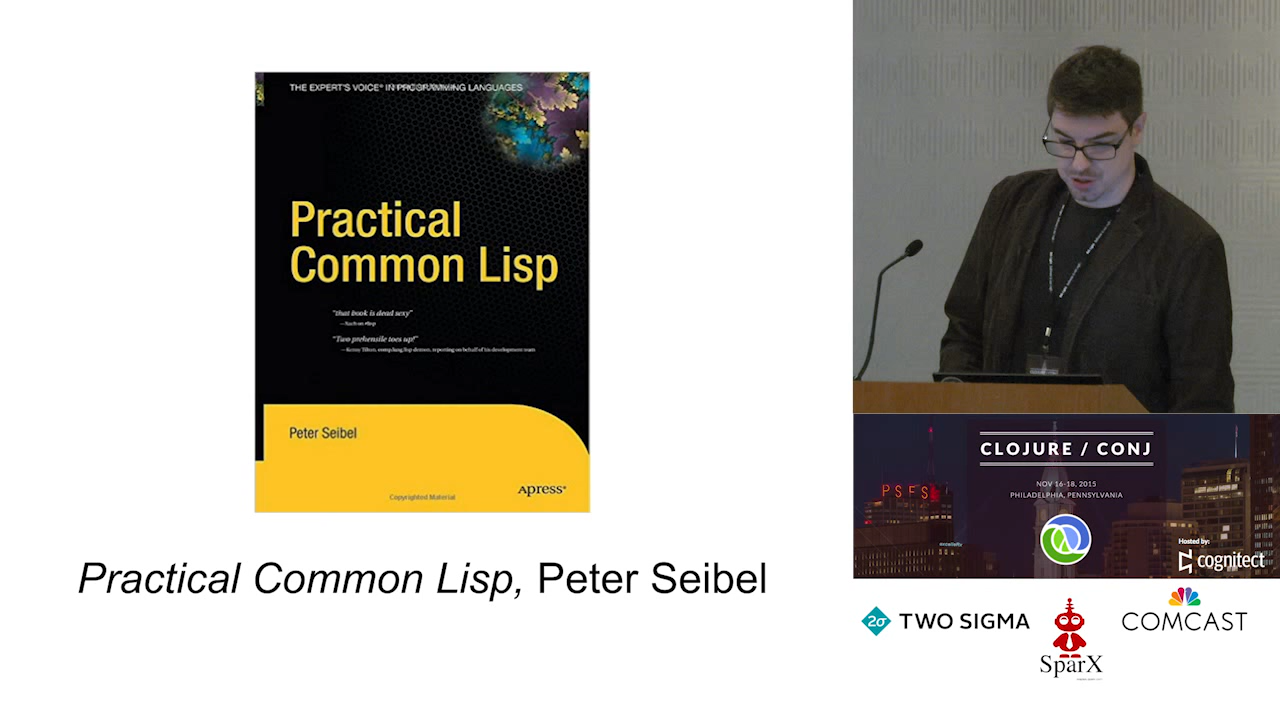 THE EXPERT'S VOICE® IN PROGRAMMING LANGUAGES
Practical
Common Lisp
"that book is dead sexy"
"Two prehensile toes up!"
Peter Seibel
Copyrighted Material
Apress®
Practical Common Lisp, Peter Seibel
CLOJURE / CONJ
NOV 16-18, 2015
PHILADELPHIA, PENNSYLVANIA
PSFS
Hosted by:
cognitect
2σ TWO SIGMA
SparX
COMCAST